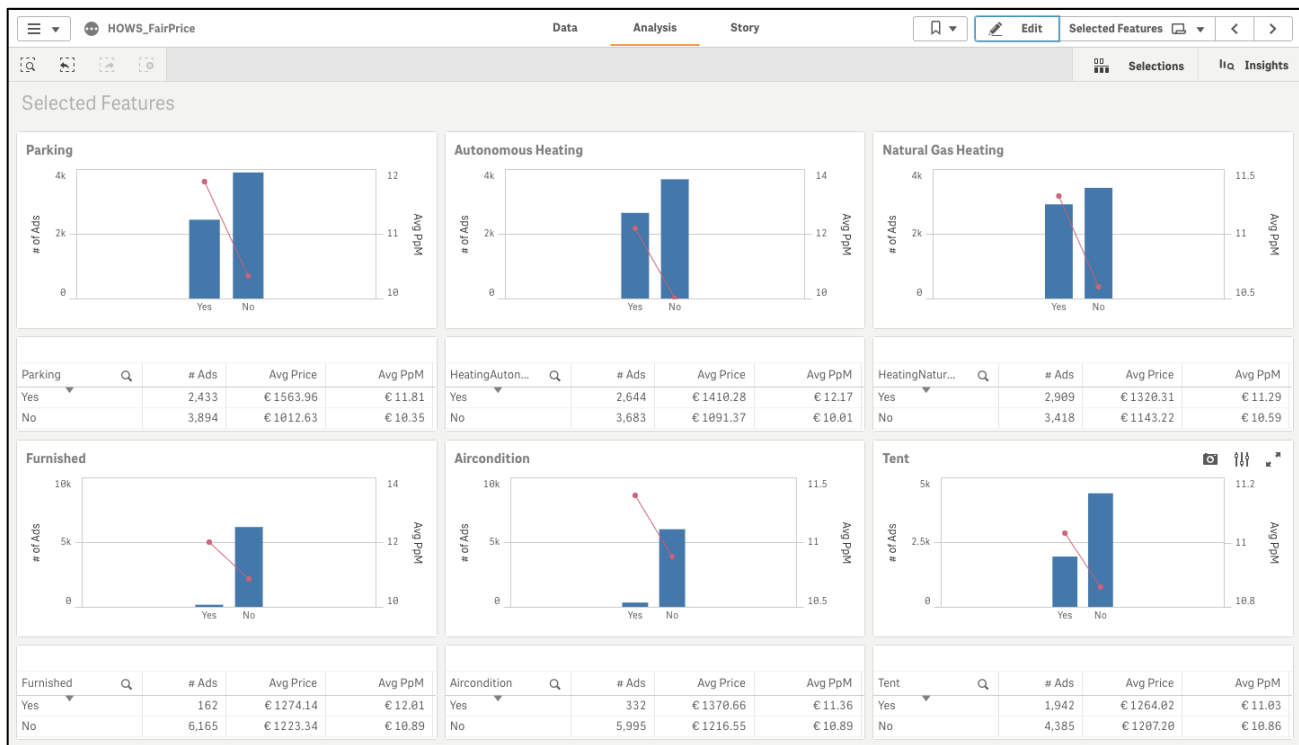 HOWS_FairPrice Data Analysis Story Edit Selected Features
Selections Insights
Selected Features
Parking
4k 12
2k 11
0 10
# of Ads
Avg PpM
Yes No
Autonomous Heating
4k 14
2k 12
0 10
# of Ads
Avg PpM
Yes No
Natural Gas Heating
4k 11.5
2k 11
0 10.5
# of Ads
Avg PpM
Yes No
Parking # Ads Avg Price Avg PpM
Yes 2,433 € 1563.96 € 11.81
No 3,894 € 1012.63 € 10.35
HeatingAuton... # Ads Avg Price Avg PpM
Yes 2,644 € 1410.28 € 12.17
No 3,683 € 1091.37 € 10.01
HeatingNatur... # Ads Avg Price Avg PpM
Yes 2,909 € 1320.31 € 11.29
No 3,418 € 1143.22 € 10.59
Furnished
10k 14
5k 12
0 10
# of Ads
Avg PpM
Yes No
Aircondition
10k 11.5
5k 11
0 10.5
# of Ads
Avg PpM
Yes No
Tent
5k 11.2
2.5k 11
0 10.8
# of Ads
Avg PpM
Yes No
Furnished # Ads Avg Price Avg PpM
Yes 162 € 1274.14 € 12.01
No 6,165 € 1223.34 € 10.89
Aircondition # Ads Avg Price Avg PpM
Yes 332 € 1370.66 € 11.36
No 5,995 € 1216.55 € 10.89
Tent # Ads Avg Price Avg PpM
Yes 1,942 € 1264.02 € 11.03
No 4,385 € 1207.20 € 10.86